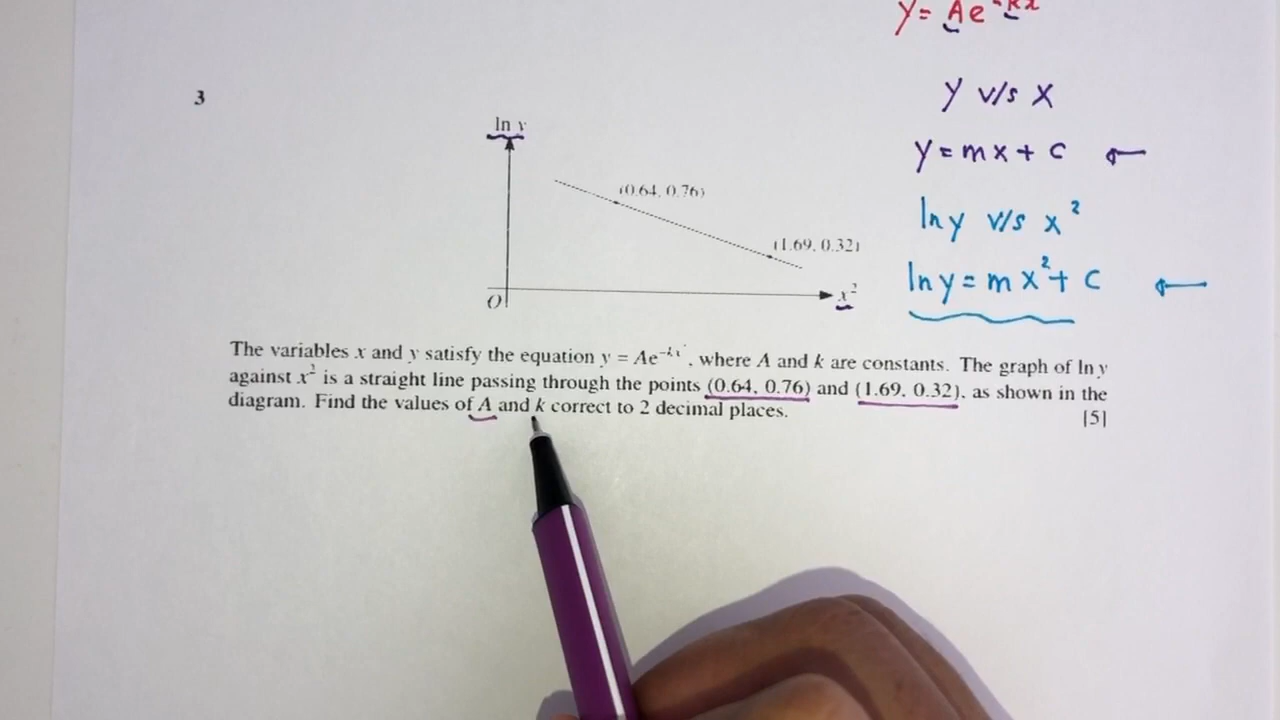 y = Ae^-kx
3
y v/s x
ln y
y = mx + c
(0.64, 0.76)
ln y v/s x²
(1.69, 0.32)
ln y = mx² + c
O
x²
The variables x and y satisfy the equation y = Ae^-kx², where A and k are constants. The graph of ln y
against x² is a straight line passing through the points (0.64, 0.76) and (1.69, 0.32), as shown in the
diagram. Find the values of A and k correct to 2 decimal places. [5]